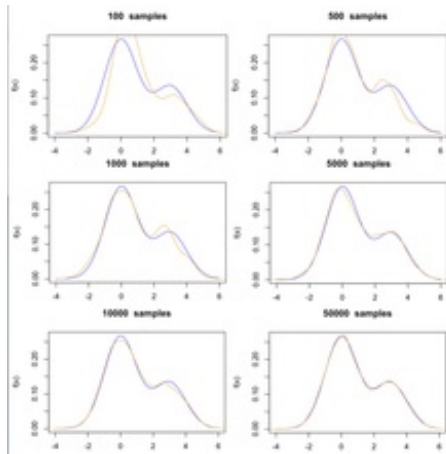 100 samples
500 samples
f(x)
0.00 0.10 0.20
-4 -2 0 2 4 6
f(x)
0.00 0.10 0.20
-4 -2 0 2 4 6
1000 samples
5000 samples
f(x)
0.00 0.10 0.20
-4 -2 0 2 4 6
f(x)
0.00 0.10 0.20
-4 -2 0 2 4 6
10000 samples
50000 samples
f(x)
0.00 0.10 0.20
-4 -2 0 2 4 6
f(x)
0.00 0.10 0.20
-4 -2 0 2 4 6